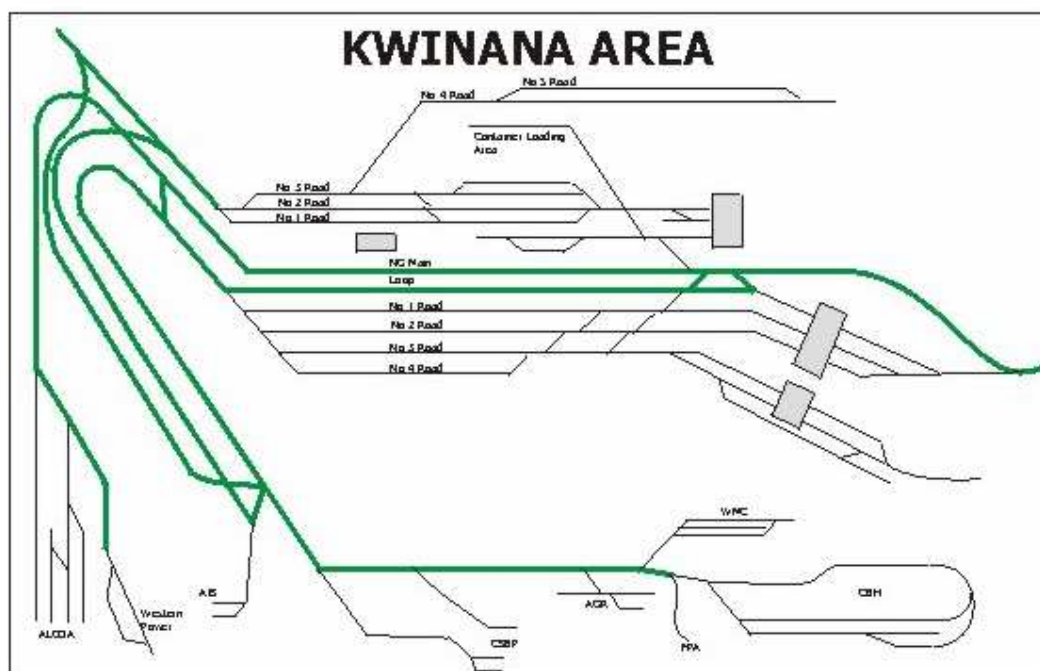 KWINANA AREA
No 3 Road
No 4 Road
Container Loading
Area
No 3 Road
No 2 Road
No 1 Road
NG Main
Loop
No 1 Road
No 2 Road
No 3 Road
No 4 Road
WMC
AIS
Western
Power
ALCOA
CSBP
AGR
FPA
CBH